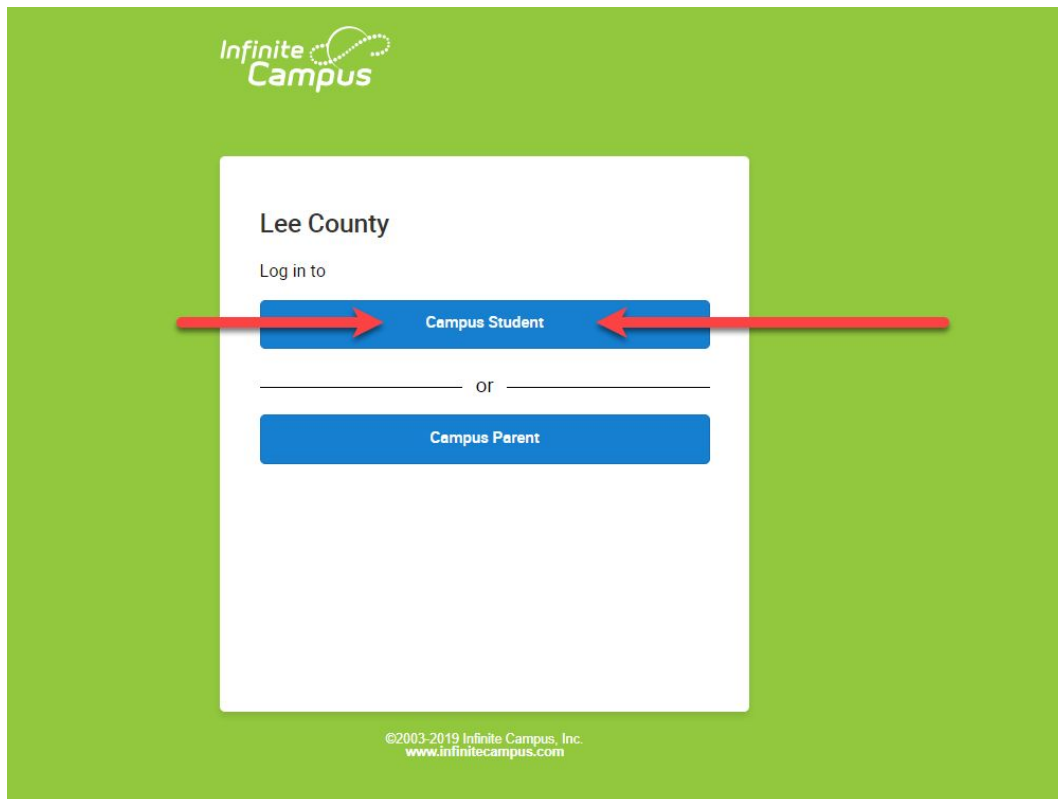 Infinite
Campus
Lee County
Log in to
Campus Student
or
Campus Parent
©2003-2019 Infinite Campus, Inc.
www.infinitecampus.com